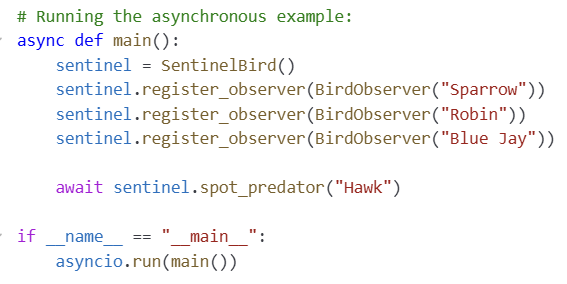 # Running the asynchronous example:
async def main():
    sentinel = SentinelBird()
    sentinel.register_observer(BirdObserver("Sparrow"))
    sentinel.register_observer(BirdObserver("Robin"))
    sentinel.register_observer(BirdObserver("Blue Jay"))

    await sentinel.spot_predator("Hawk")

if __name__ == "__main__":
    asyncio.run(main())